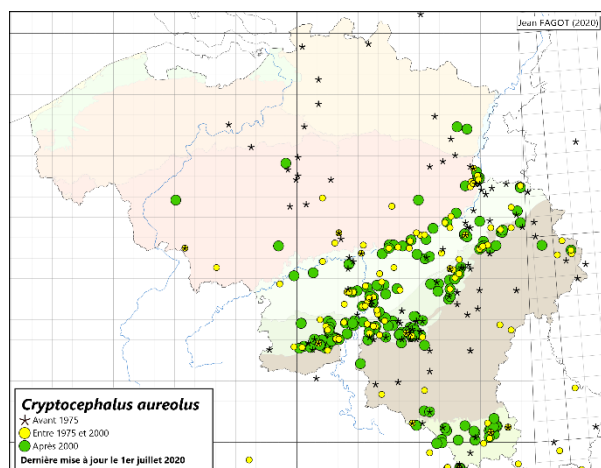 Jean FAGOT (2020)
Cryptocephalus aureolus
Avant 1975
Entre 1975 et 2000
Après 2000
Dernière mise à jour le 1er juillet 2020